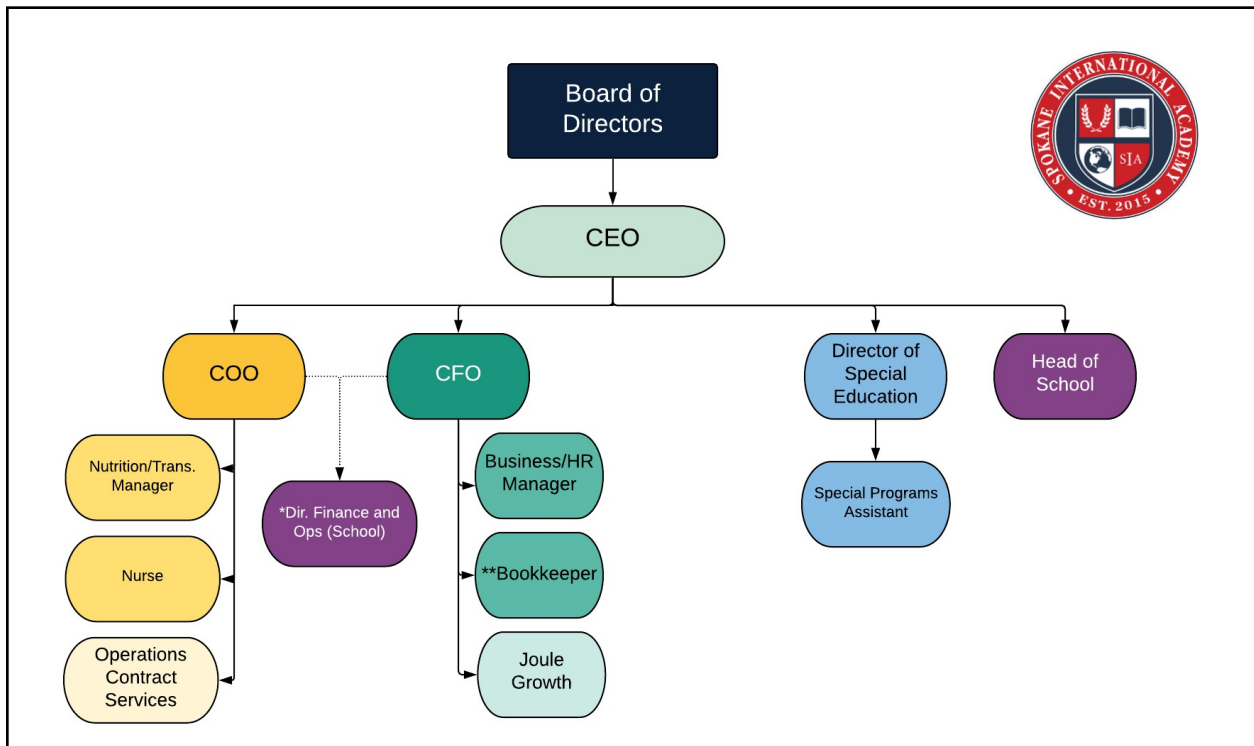 Board of
Directors
SPOKANE INTERNATIONAL ACADEMY
SIA
• EST. 2015 •
CEO
COO
CFO
Director of
Special
Education
Head of
School
Nutrition/Trans.
Manager
Business/HR
Manager
*Dir. Finance and
Ops (School)
Special Programs
Assistant
Nurse
**Bookkeeper
Operations
Contract
Services
Joule
Growth